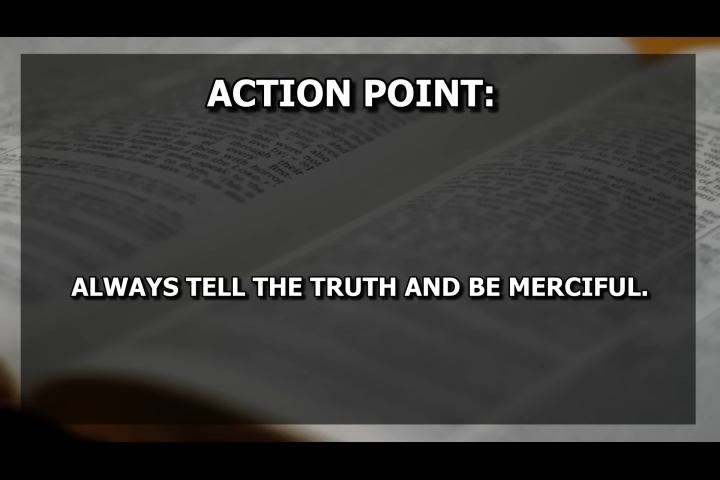 ACTION POINT:
ALWAYS TELL THE TRUTH AND BE MERCIFUL.